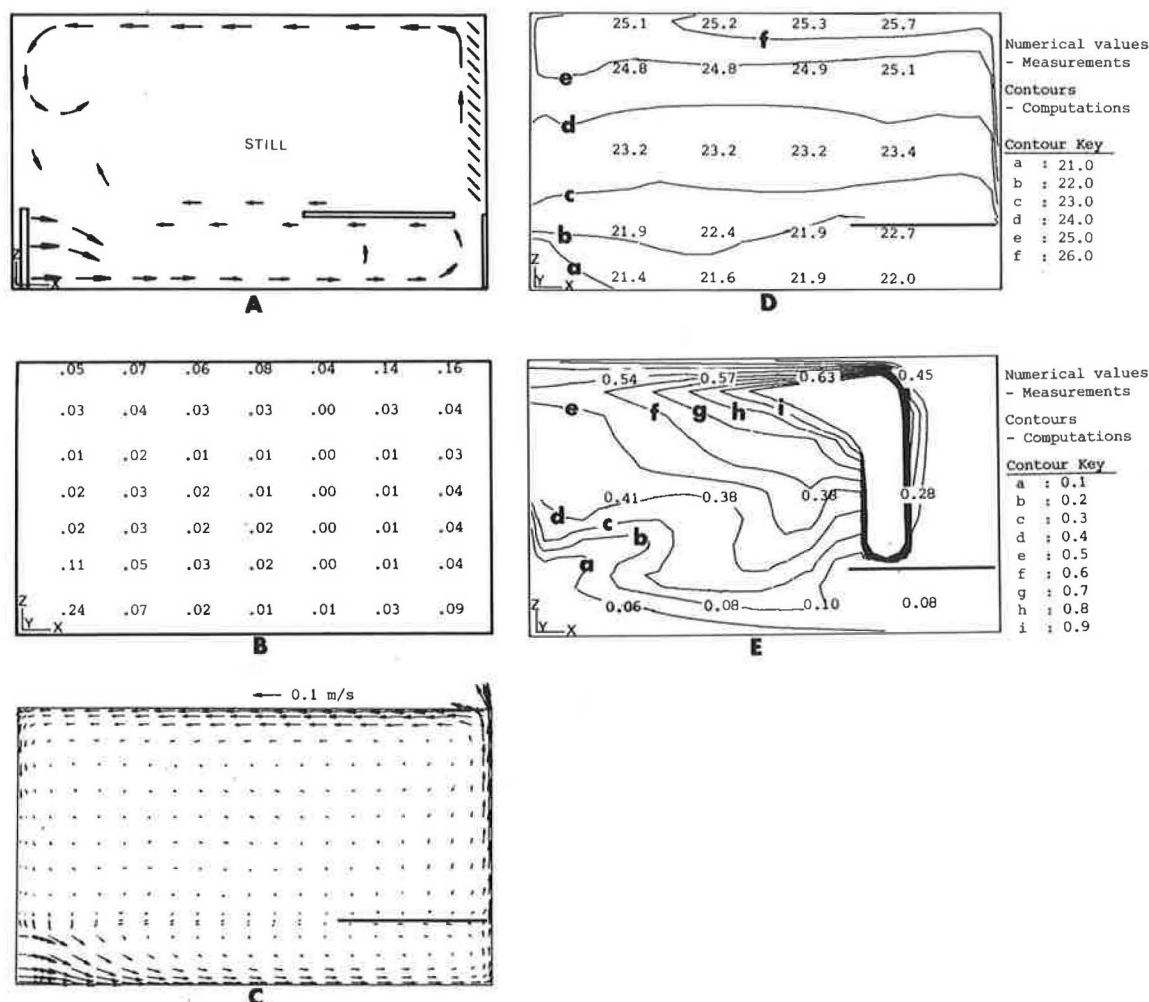 STILL
Z
X
A
25.1 25.2 25.3 25.7
f
24.8 24.8 24.9 25.1
e
d
23.2 23.2 23.2 23.4
c
b 21.9 22.4 21.9 22.7
a
21.4 21.6 21.9 22.0
Z
Y X
D
Numerical values
- Measurements
Contours
- Computations
Contour Key
a : 21.0
b : 22.0
c : 23.0
d : 24.0
e : 25.0
f : 26.0
.05 .07 .06 .08 .04 .14 .16
.03 .04 .03 .03 .00 .03 .04
.01 .02 .01 .01 .00 .01 .03
.02 .03 .02 .01 .00 .01 .04
.02 .03 .02 .02 .00 .01 .04
.11 .05 .03 .02 .00 .01 .04
.24 .07 .02 .01 .01 .03 .09
Z
Y X
B
0.54 0.57 0.63 0.45
e f g h i
0.41 0.38 0.38 0.28
d
c
b
a
0.06 0.08 0.10 0.08
Z
Y X
E
Numerical values
- Measurements
Contours
- Computations
Contour Key
a : 0.1
b : 0.2
c : 0.3
d : 0.4
e : 0.5
f : 0.6
g : 0.7
h : 0.8
i : 0.9
0.1 m/s
C